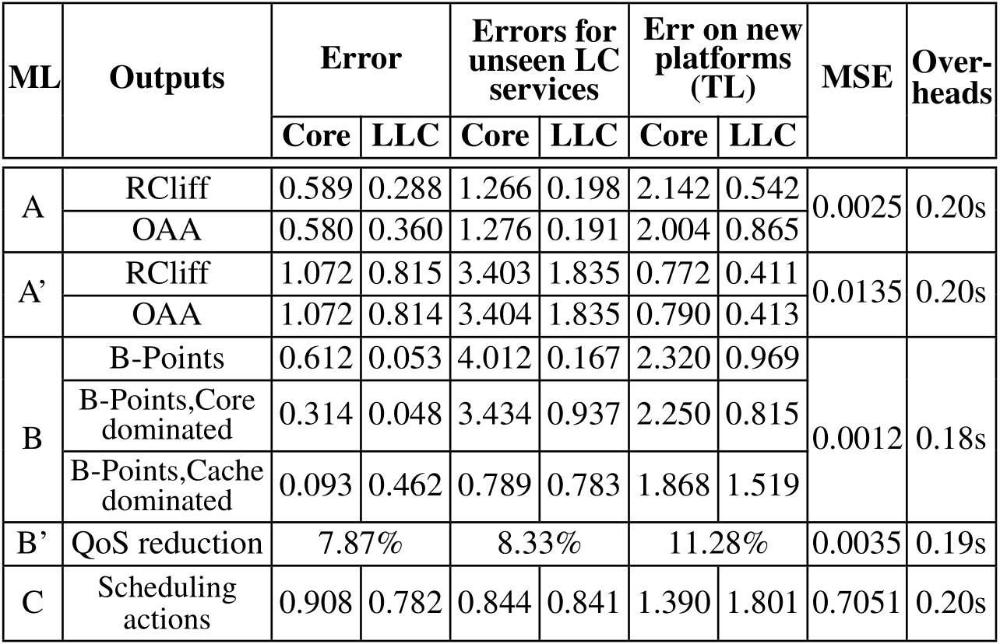 ML Outputs Error Errors for unseen LC services Err on new platforms (TL) MSE Over-heads
Core LLC Core LLC Core LLC
A RCliff 0.589 0.288 1.266 0.198 2.142 0.542 0.0025 0.20s
OAA 0.580 0.360 1.276 0.191 2.004 0.865
A' RCliff 1.072 0.815 3.403 1.835 0.772 0.411 0.0135 0.20s
OAA 1.072 0.814 3.404 1.835 0.790 0.413
B B-Points 0.612 0.053 4.012 0.167 2.320 0.969 0.0012 0.18s
B-Points,Core dominated 0.314 0.048 3.434 0.937 2.250 0.815
B-Points,Cache dominated 0.093 0.462 0.789 0.783 1.868 1.519
B' QoS reduction 7.87% 8.33% 11.28% 0.0035 0.19s
C Scheduling actions 0.908 0.782 0.844 0.841 1.390 1.801 0.7051 0.20s